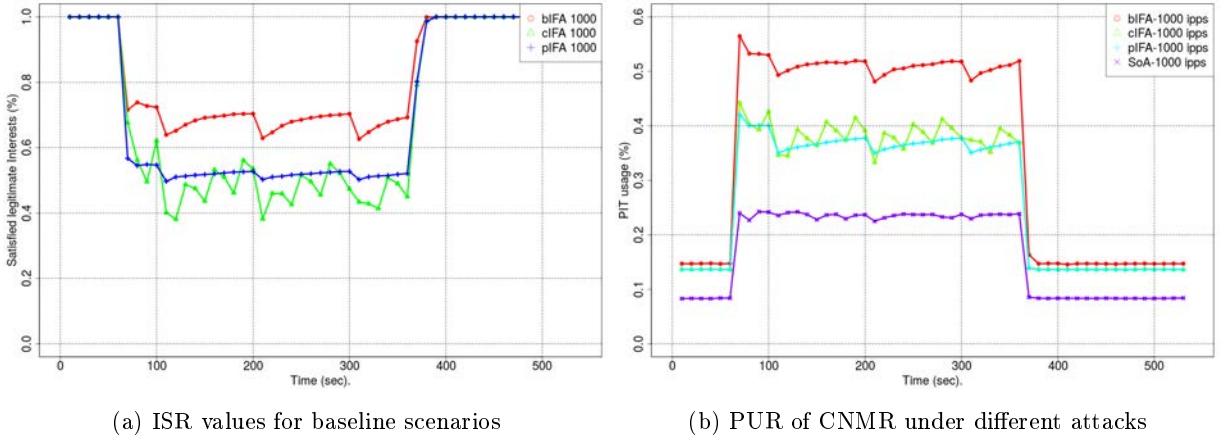 bIFA 1000
cIFA 1000
pIFA 1000
Satisfied legitimate Interests (%)
0.0 0.2 0.4 0.6 0.8 1.0
0 100 200 300 400 500
Time (sec).
(a) ISR values for baseline scenarios
bIFA-1000 ipps
cIFA-1000 ipps
pIFA-1000 ipps
SoA-1000 ipps
PIT usage (%)
0.0 0.1 0.2 0.3 0.4 0.5 0.6
0 100 200 300 400 500
Time (sec).
(b) PUR of CNMR under different attacks